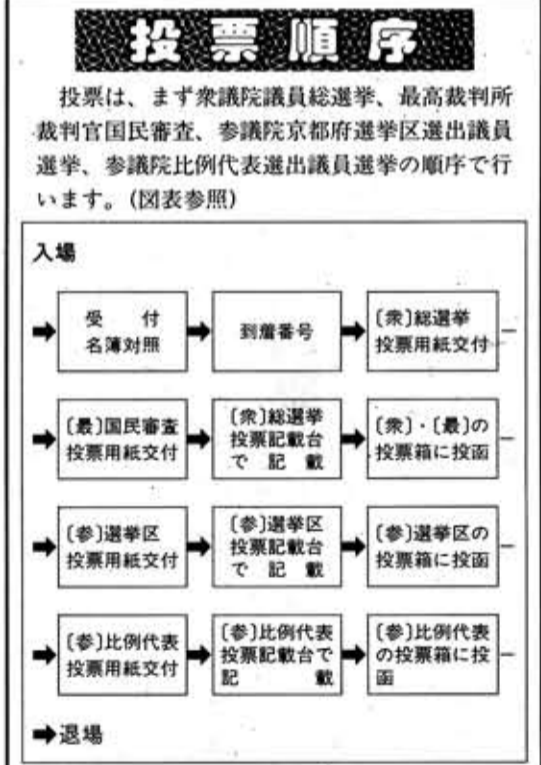 投票順序
投票は、まず衆議院議員総選挙、最高裁判所
裁判官国民審査、参議院京都府選挙区選出議員
選挙、参議院比例代表選出議員選挙の順序で行
います。(図表参照)
入場
➡
受　付
名簿対照
➡
到着番号
➡
〔衆〕総選挙
投票用紙交付
➡
〔最〕国民審査
投票用紙交付
➡
〔衆〕総選挙
投票記載台
で記載
➡
〔衆〕・〔最〕の
投票箱に投函
➡
〔参〕選挙区
投票用紙交付
➡
〔参〕選挙区
投票記載台
で記載
➡
〔参〕選挙区の
投票箱に投函
➡
〔参〕比例代表
投票用紙交付
➡
〔参〕比例代表
投票記載台で
記載
➡
〔参〕比例代表
の投票箱に投
函
➡退場